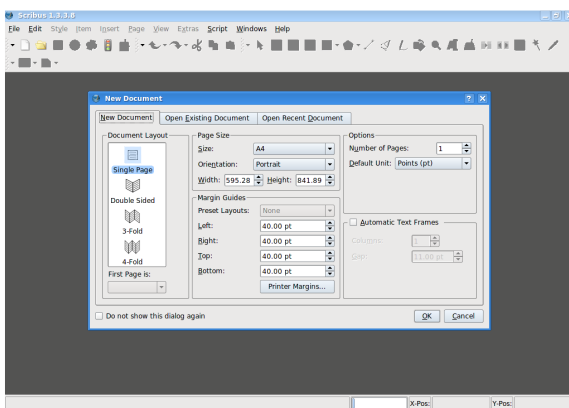 Scribus 1.3.3.8
File Edit Style Item Insert Page View Extras Script Windows Help
New Document
New Document Open Existing Document Open Recent Document
Document Layout
Single Page
Double Sided
3-Fold
4-Fold
First Page is:
Page Size
Size: A4
Orientation: Portrait
Width: 595.28 Height: 841.89
Margin Guides
Preset Layouts: None
Left: 40.00 pt
Right: 40.00 pt
Top: 40.00 pt
Bottom: 40.00 pt
Printer Margins...
Options
Number of Pages: 1
Default Unit: Points (pt)
Automatic Text Frames
Columns: 1
Gap: 11.00 pt
Do not show this dialog again
OK Cancel
X-Pos: Y-Pos: